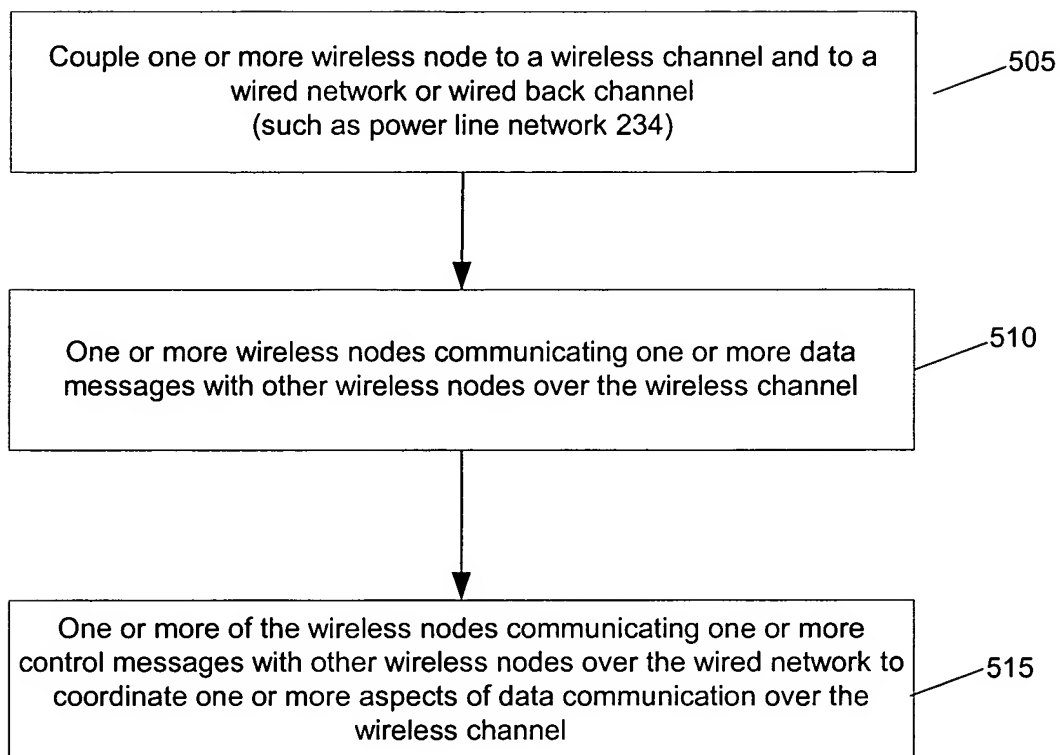 Couple one or more wireless node to a wireless channel and to a
wired network or wired back channel
(such as power line network 234)
505
One or more wireless nodes communicating one or more data
messages with other wireless nodes over the wireless channel
510
One or more of the wireless nodes communicating one or more
control messages with other wireless nodes over the wired network to
coordinate one or more aspects of data communication over the
wireless channel
515